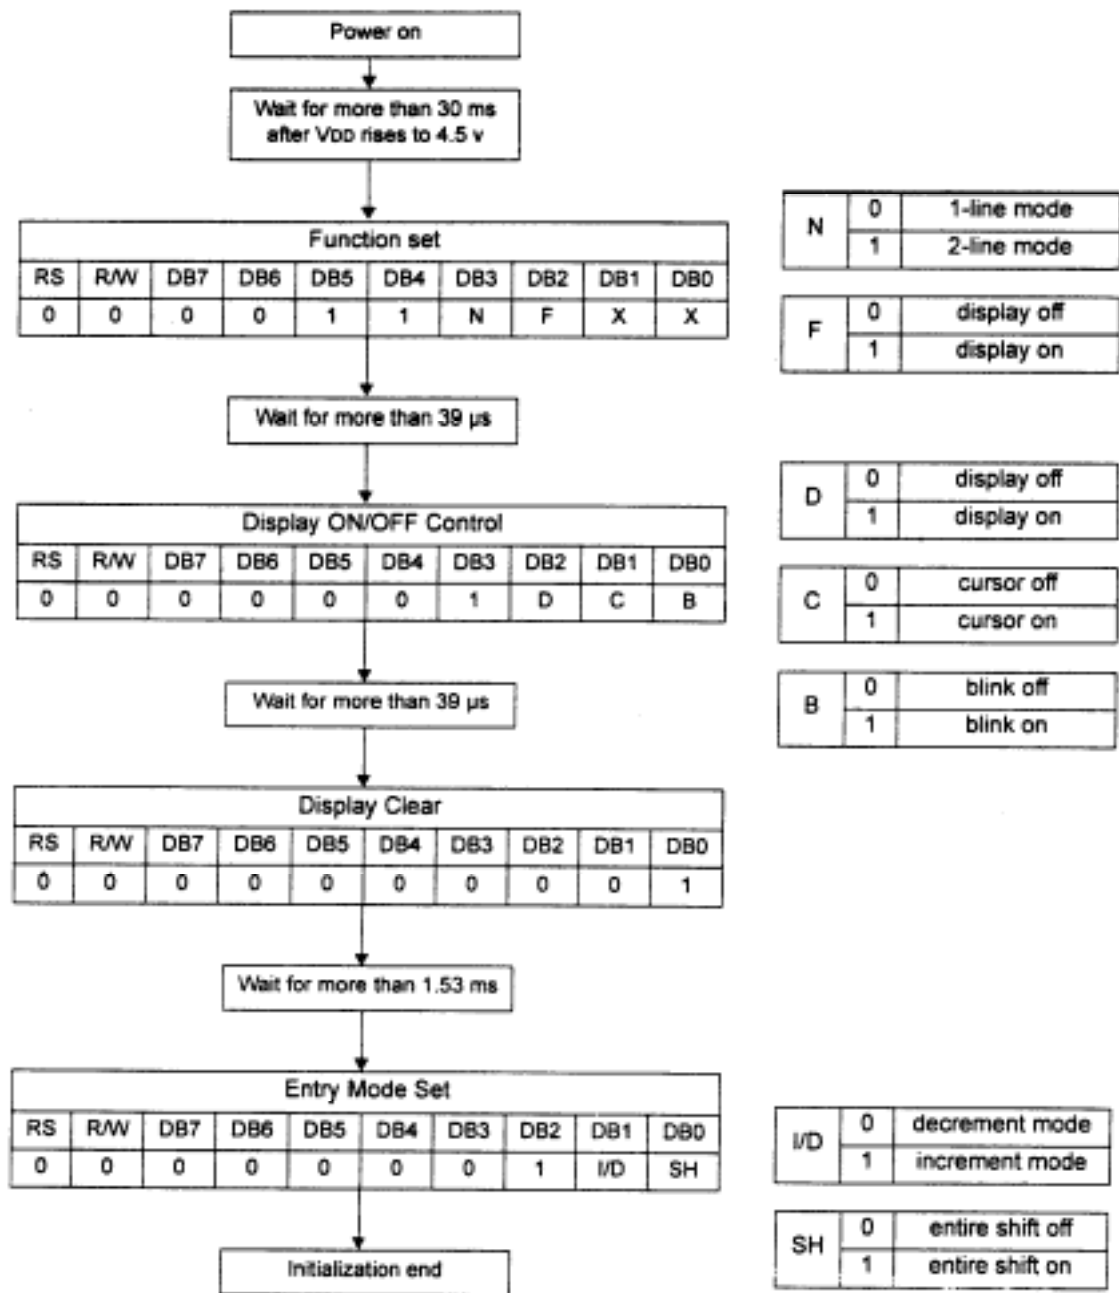 Power on
Wait for more than 30 ms
after VDD rises to 4.5 v
Function set
RS R/W DB7 DB6 DB5 DB4 DB3 DB2 DB1 DB0
0 0 0 0 1 1 N F X X
N 0 1-line mode
1 2-line mode
F 0 display off
1 display on
Wait for more than 39 µs
Display ON/OFF Control
RS R/W DB7 DB6 DB5 DB4 DB3 DB2 DB1 DB0
0 0 0 0 0 0 1 D C B
D 0 display off
1 display on
C 0 cursor off
1 cursor on
B 0 blink off
1 blink on
Wait for more than 39 µs
Display Clear
RS R/W DB7 DB6 DB5 DB4 DB3 DB2 DB1 DB0
0 0 0 0 0 0 0 0 0 1
Wait for more than 1.53 ms
Entry Mode Set
RS R/W DB7 DB6 DB5 DB4 DB3 DB2 DB1 DB0
0 0 0 0 0 0 0 1 I/D SH
I/D 0 decrement mode
1 increment mode
SH 0 entire shift off
1 entire shift on
Initialization end